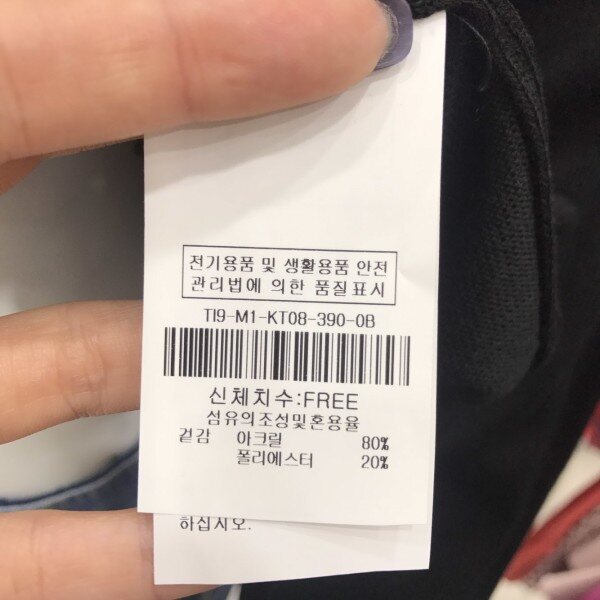 전기용품 및 생활용품 안전
관리법에 의한 품질표시
TI9-M1-KT08-390-0B
신체치수:FREE
섬유의조성및혼용율
겉감 아크릴 80%
폴리에스터 20%
하십시오.